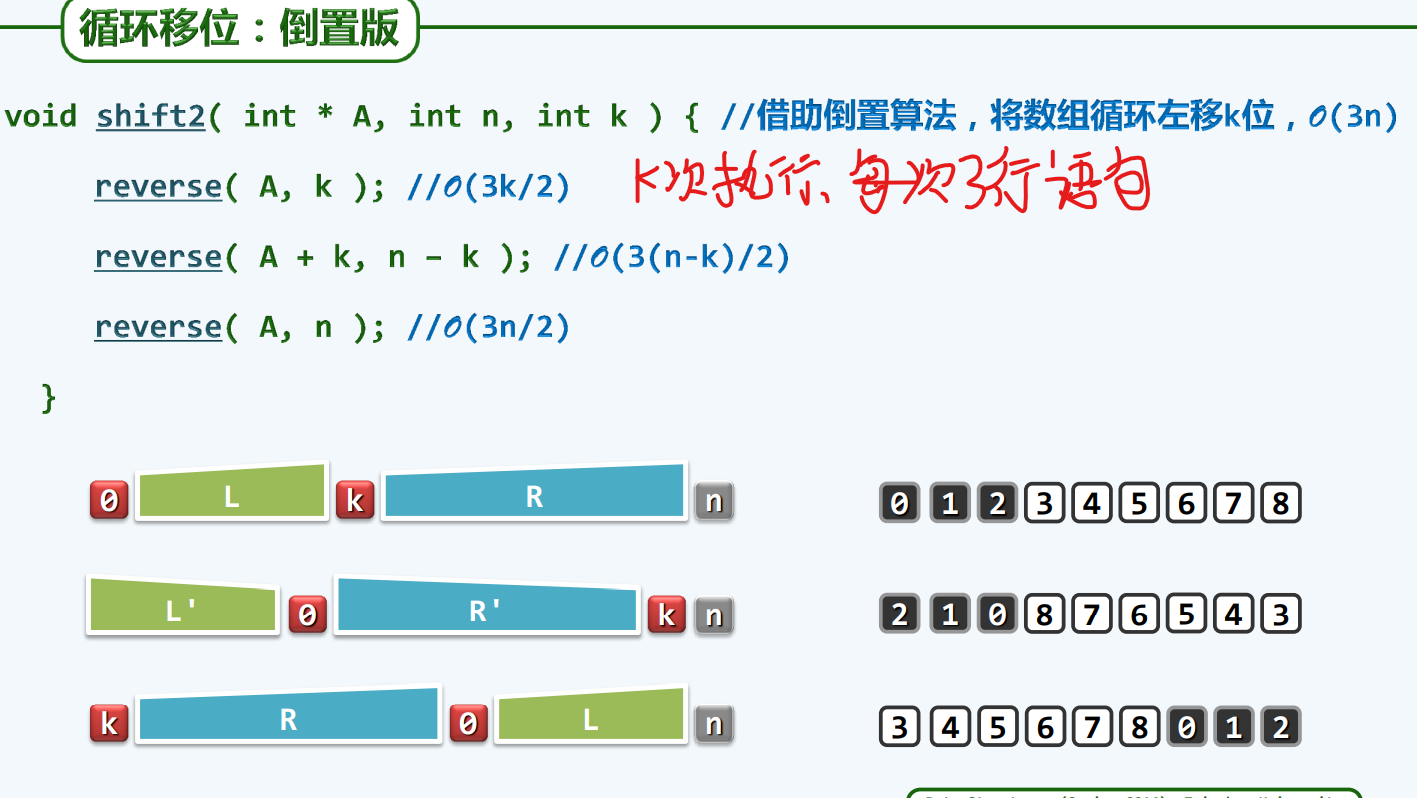 循环移位：倒置版
void shift2( int * A, int n, int k ) { //借助倒置算法，将数组循环左移k位，O(3n)
reverse( A, k ); //O(3k/2) K次执行、每次3行语句
reverse( A + k, n – k ); //O(3(n-k)/2)
reverse( A, n ); //O(3n/2)
}
0 L k R n 0 1 2 3 4 5 6 7 8
L' 0 R' k n 2 1 0 8 7 6 5 4 3
k R 0 L n 3 4 5 6 7 8 0 1 2